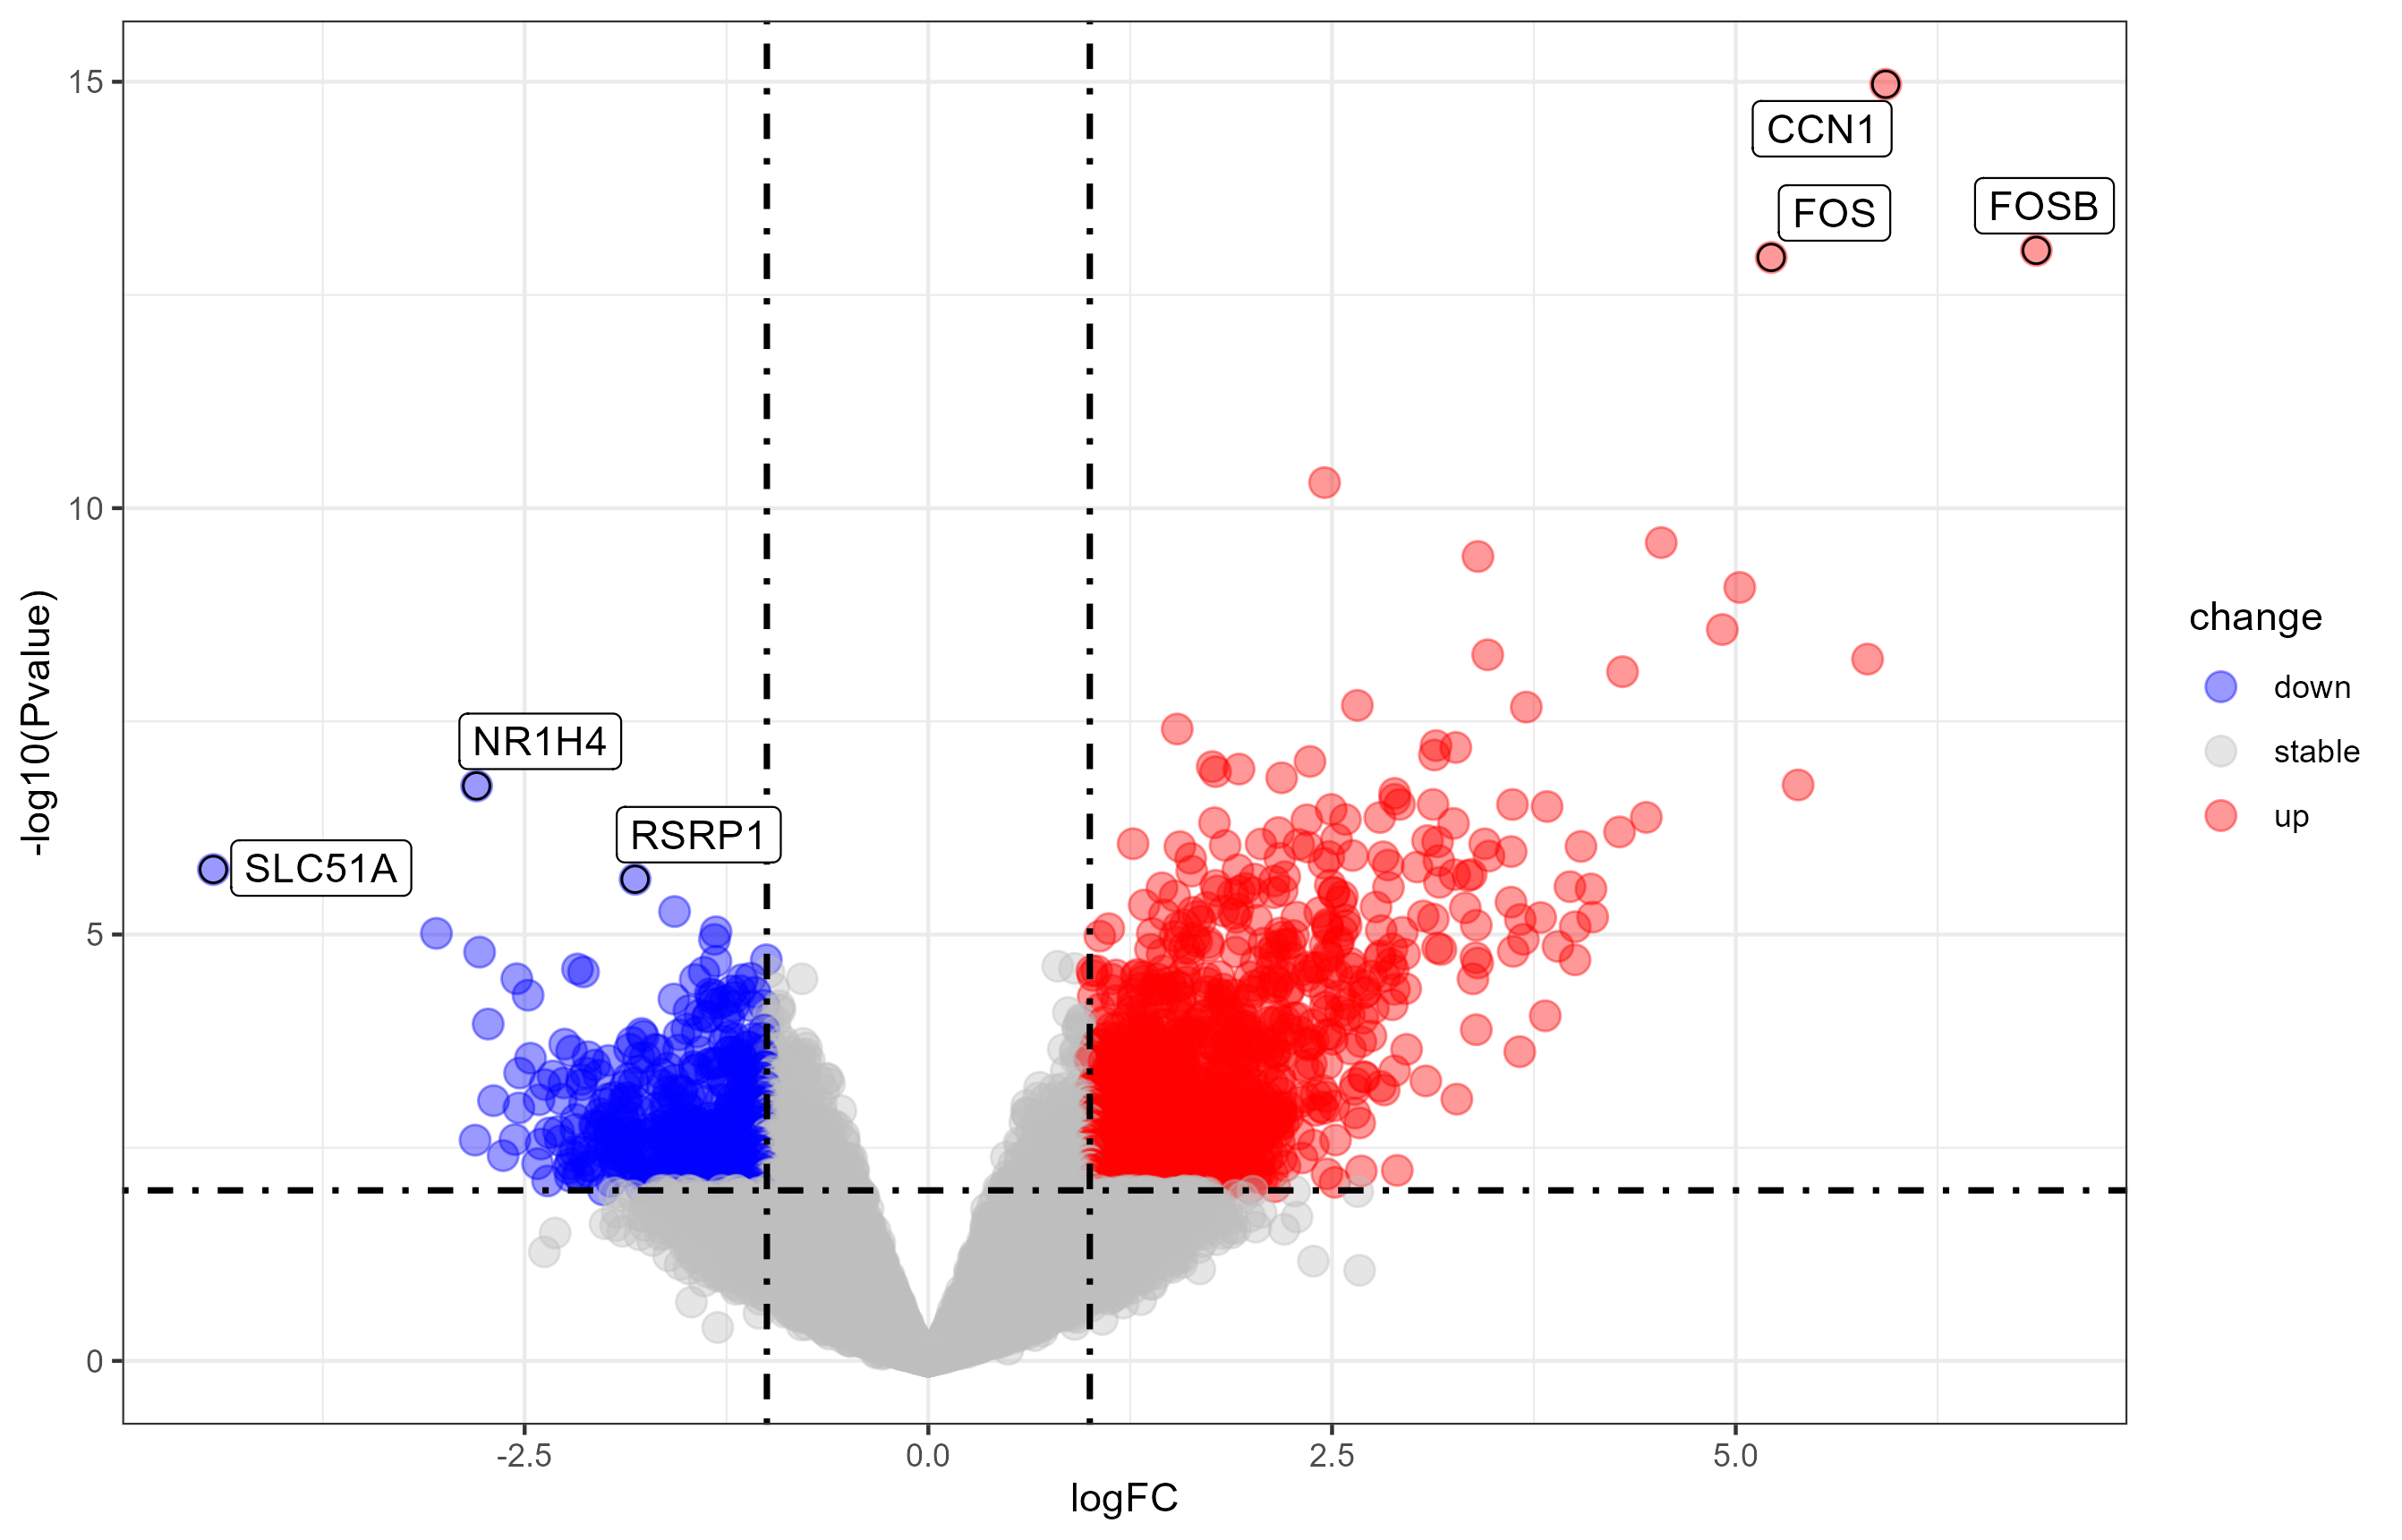 15
CCN1
FOS
FOSB
10
-log10(Pvalue)
change
down
stable
up
NR1H4
RSRP1
SLC51A
5
0
-2.5
0.0
2.5
5.0
logFC